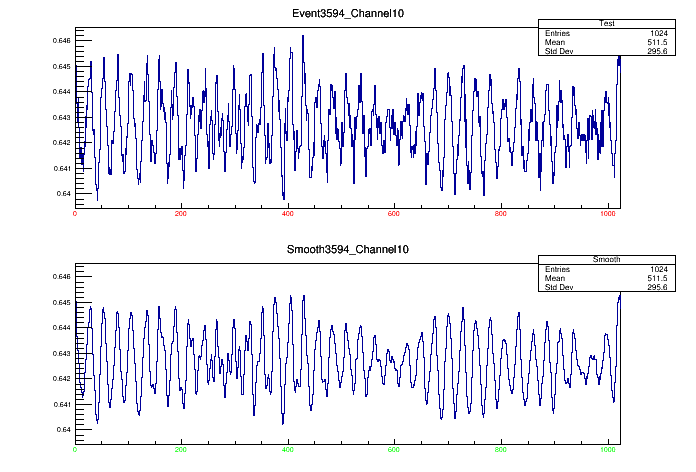 Event3594_Channel10
Test
Entries 1024
Mean 511.5
Std Dev 295.6
0.646
0.645
0.644
0.643
0.642
0.641
0.64
0 200 400 600 800 1000
Smooth3594_Channel10
Smooth
Entries 1024
Mean 511.5
Std Dev 295.6
0.646
0.645
0.644
0.643
0.642
0.641
0.64
0 200 400 600 800 1000